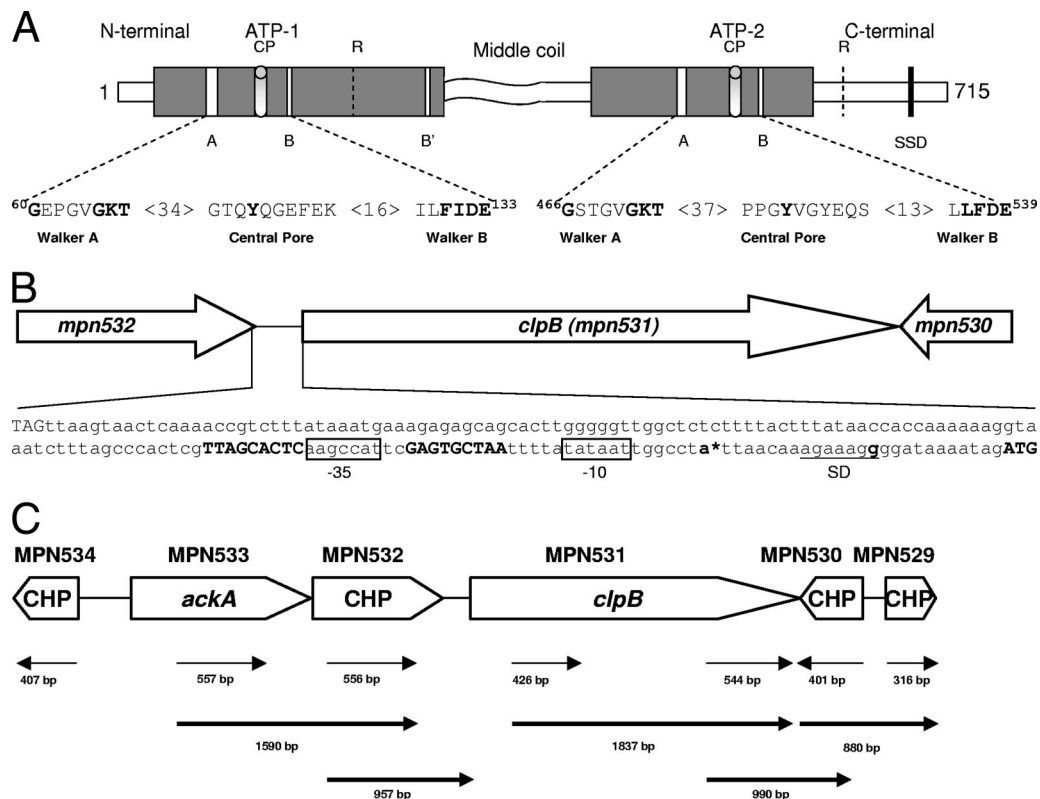 A
N-terminal ATP-1 Middle coil ATP-2 C-terminal
CP R CP R
1 715
A B B' A B SSD
60GEPGVGKT <34> GTQYQGEFEK <16> ILFIDE133 466GSTGVGKT <37> PPGYVGYEQS <13> LLFDE539
Walker A Central Pore Walker B Walker A Central Pore Walker B
B
mpn532 clpB (mpn531) mpn530
TAGttaagtaactcaaaaccgtctttataaatgaaagagagcagcacttgggggttggctctcttttactttataaccaccaaaaaaggta
aatctttagcccactcgTTAGCACTCaagccattcGAGTGCTAAttttatataattggccta*ttaacaaagaaagggataaaatagATG
-35 -10 SD
C
MPN534 MPN533 MPN532 MPN531 MPN530 MPN529
CHP ackA CHP clpB CHP CHP
407 bp 557 bp 556 bp 426 bp 544 bp 401 bp 316 bp
1590 bp 1837 bp 880 bp
957 bp 990 bp